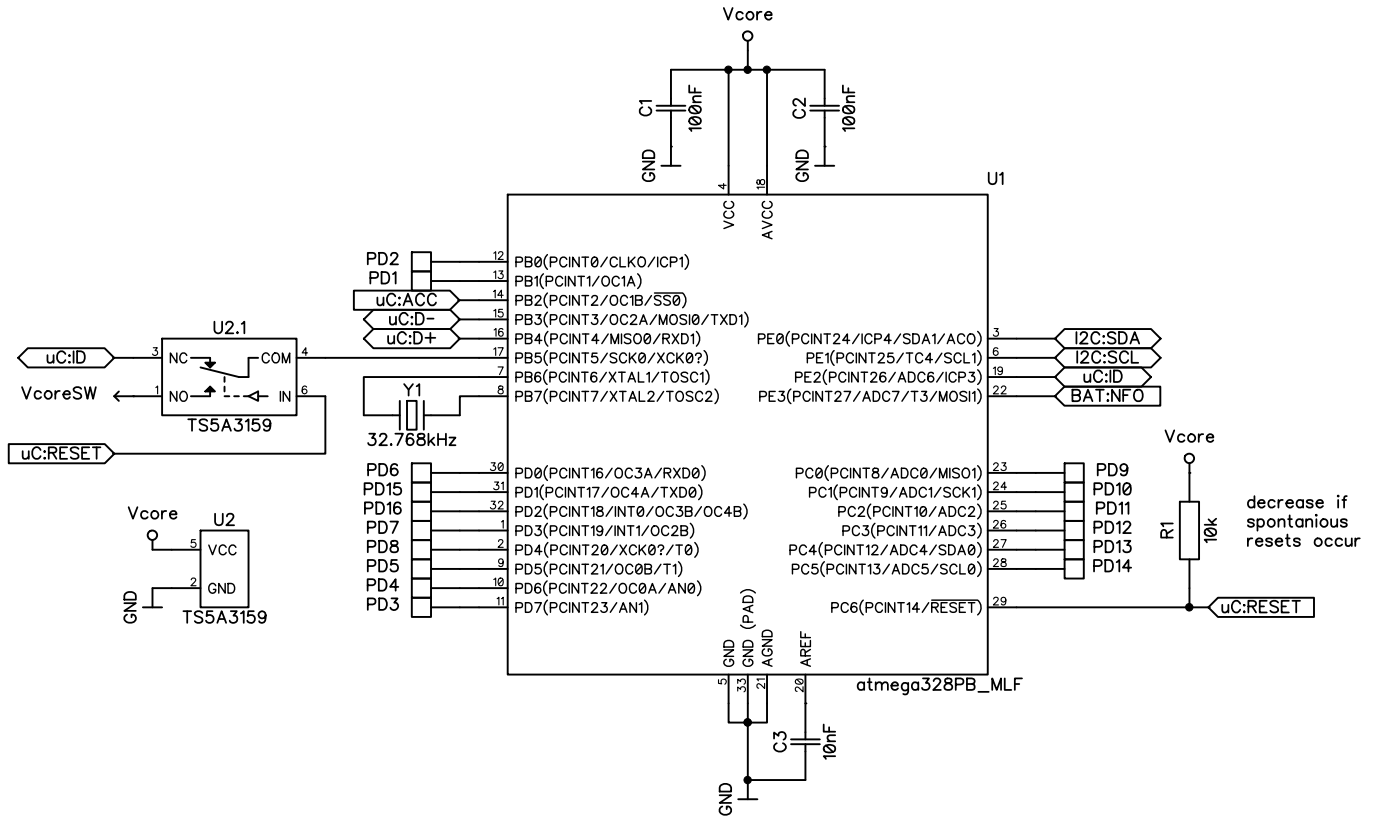 Vcore
C1
100nF
GND
C2
100nF
GND
U1
4
VCC
18
AVCC
PD2
12
PB0(PCINT0/CLKO/ICP1)
PD1
13
PB1(PCINT1/OC1A)
uC:ACC
14
PB2(PCINT2/OC1B/SS0)
uC:D-
15
PB3(PCINT3/OC2A/MOSI0/TXD1)
uC:D+
16
PB4(PCINT4/MISO0/RXD1)
17
PB5(PCINT5/SCK0/XCK0?)
7
PB6(PCINT6/XTAL1/TOSC1)
8
PB7(PCINT7/XTAL2/TOSC2)
Y1
32.768kHz
U2.1
uC:ID
3
NC
COM
4
VcoreSW
1
NO
IN
6
TS5A3159
uC:RESET
PE0(PCINT24/ICP4/SDA1/ACO)
3
I2C:SDA
PE1(PCINT25/TC4/SCL1)
6
I2C:SCL
PE2(PCINT26/ADC6/ICP3)
19
uC:ID
PE3(PCINT27/ADC7/T3/MOSI1)
22
BAT:NFO
PD6
30
PD0(PCINT16/OC3A/RXD0)
PD15
31
PD1(PCINT17/OC4A/TXD0)
PD16
32
PD2(PCINT18/INT0/OC3B/OC4B)
PD7
1
PD3(PCINT19/INT1/OC2B)
PD8
2
PD4(PCINT20/XCK0?/T0)
PD5
9
PD5(PCINT21/OC0B/T1)
PD4
10
PD6(PCINT22/OC0A/AN0)
PD3
11
PD7(PCINT23/AN1)
PC0(PCINT8/ADC0/MISO1)
23
PD9
PC1(PCINT9/ADC1/SCK1)
24
PD10
PC2(PCINT10/ADC2)
25
PD11
PC3(PCINT11/ADC3)
26
PD12
PC4(PCINT12/ADC4/SDA0)
27
PD13
PC5(PCINT13/ADC5/SCL0)
28
PD14
PC6(PCINT14/RESET)
29
uC:RESET
Vcore
R1
10k
decrease if
spontanious
resets occur
Vcore
U2
5
VCC
2
GND
GND
TS5A3159
GND
5
GND (PAD)
33
AGND
21
AREF
20
atmega328PB_MLF
C3
10nF
GND